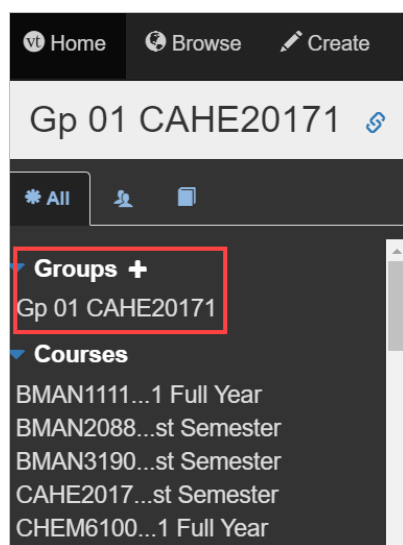 vt Home Browse Create
Gp 01 CAHE20171
All
Groups +
Gp 01 CAHE20171
Courses
BMAN1111...1 Full Year
BMAN2088...st Semester
BMAN3190...st Semester
CAHE2017...st Semester
CHEM6100...1 Full Year